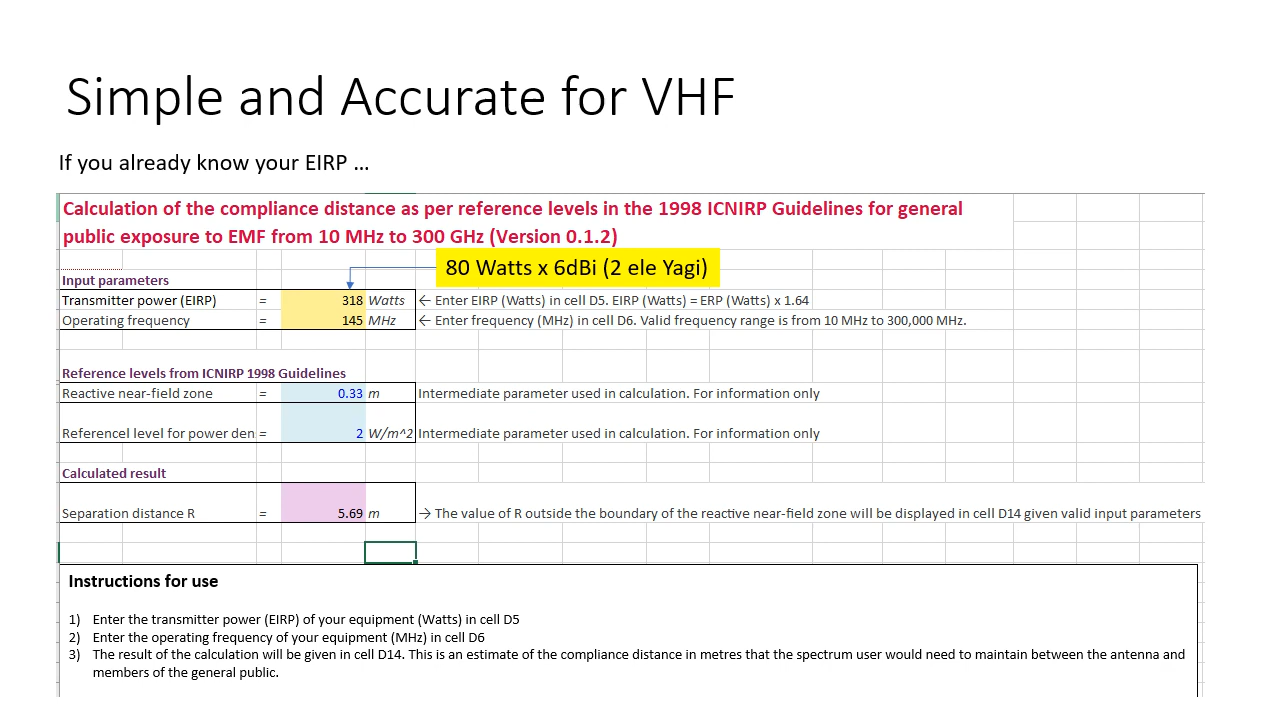 Simple and Accurate for VHF
If you already know your EIRP ...
Calculation of the compliance distance as per reference levels in the 1998 ICNIRP Guidelines for general
public exposure to EMF from 10 MHz to 300 GHz (Version 0.1.2)
80 Watts x 6dBi (2 ele Yagi)
Input parameters
Transmitter power (EIRP) = 318 Watts ← Enter EIRP (Watts) in cell D5. EIRP (Watts) = ERP (Watts) x 1.64
Operating frequency = 145 MHz ← Enter frequency (MHz) in cell D6. Valid frequency range is from 10 MHz to 300,000 MHz.
Reference levels from ICNIRP 1998 Guidelines
Reactive near-field zone = 0.33 m Intermediate parameter used in calculation. For information only
Referencel level for power den = 2 W/m^2 Intermediate parameter used in calculation. For information only
Calculated result
Separation distance R = 5.69 m → The value of R outside the boundary of the reactive near-field zone will be displayed in cell D14 given valid input parameters
Instructions for use
1) Enter the transmitter power (EIRP) of your equipment (Watts) in cell D5
2) Enter the operating frequency of your equipment (MHz) in cell D6
3) The result of the calculation will be given in cell D14. This is an estimate of the compliance distance in metres that the spectrum user would need to maintain between the antenna and
members of the general public.